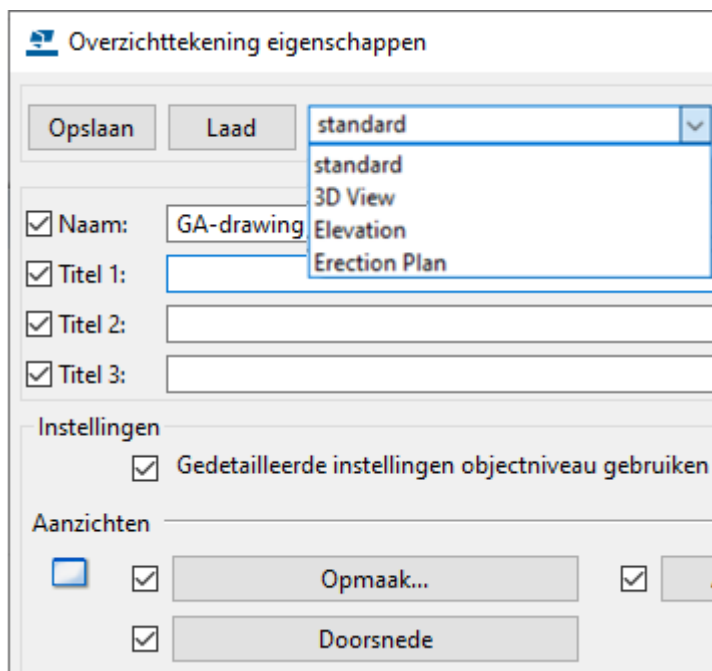 Overzichttekening eigenschappen
Opslaan Laad standard
standard
3D View
Elevation
Erection Plan
Naam: GA-drawing
Titel 1:
Titel 2:
Titel 3:
Instellingen
Gedetailleerde instellingen objectniveau gebruiken
Aanzichten
Opmaak...
Doorsnede